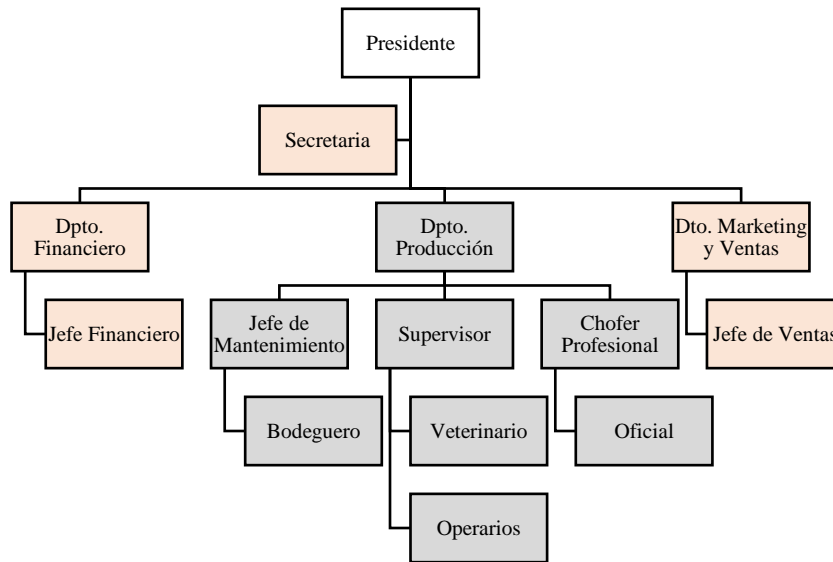 Presidente
Secretaria
Dpto.
Financiero
Dpto.
Producción
Dto. Marketing
y Ventas
Jefe Financiero
Jefe de
Mantenimiento
Supervisor
Chofer
Profesional
Jefe de Ventas
Bodeguero
Veterinario
Oficial
Operarios